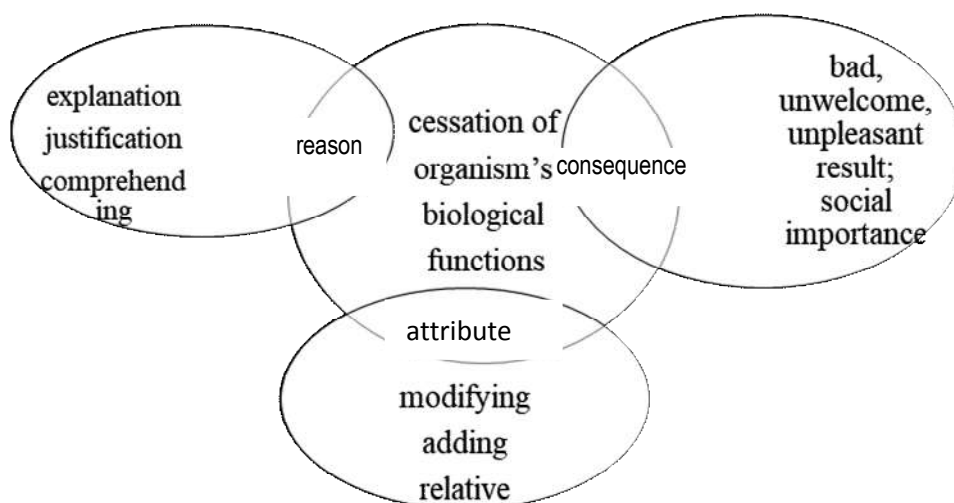 explanation
justification
comprehend
ing
reason
cessation of
organism's
biological
functions
consequence
bad,
unwelcome,
unpleasant
result;
social
importance
attribute
modifying
adding
relative